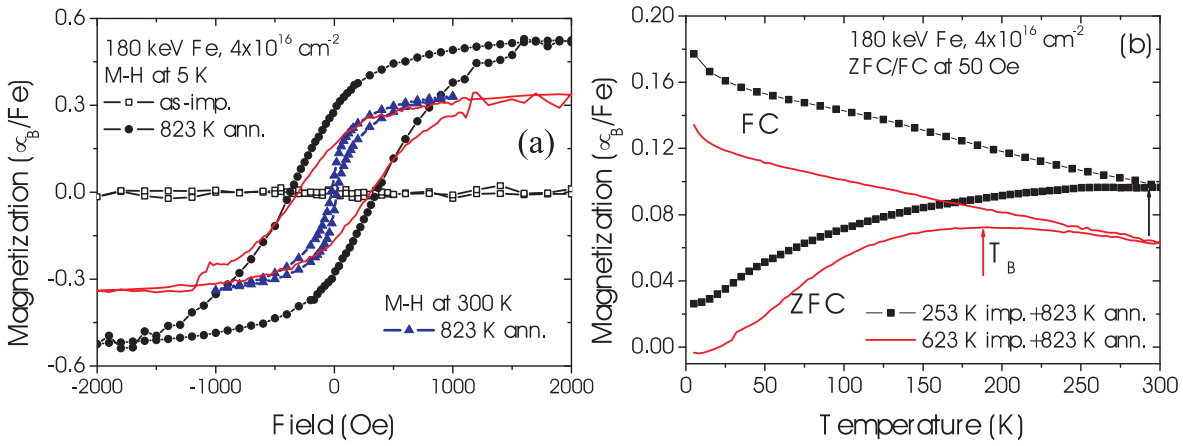 180 keV Fe, 4x10¹⁶ cm⁻²
M-H at 5 K
as-imp.
823 K ann.
(a)
M-H at 300 K
823 K ann.
0.6
0.3
0.0
-0.3
-0.6
Magnetization (∝B/Fe)
-2000 -1000 0 1000 2000
Field (Oe)
180 keV Fe, 4x10¹⁶ cm⁻²
ZFC/FC at 50 Oe
(b)
FC
ZFC
TB
253 K imp.+823 K ann.
623 K imp.+823 K ann.
0.20
0.16
0.12
0.08
0.04
0.00
Magnetization (∝B/Fe)
0 50 100 150 200 250 300
Temperature (K)